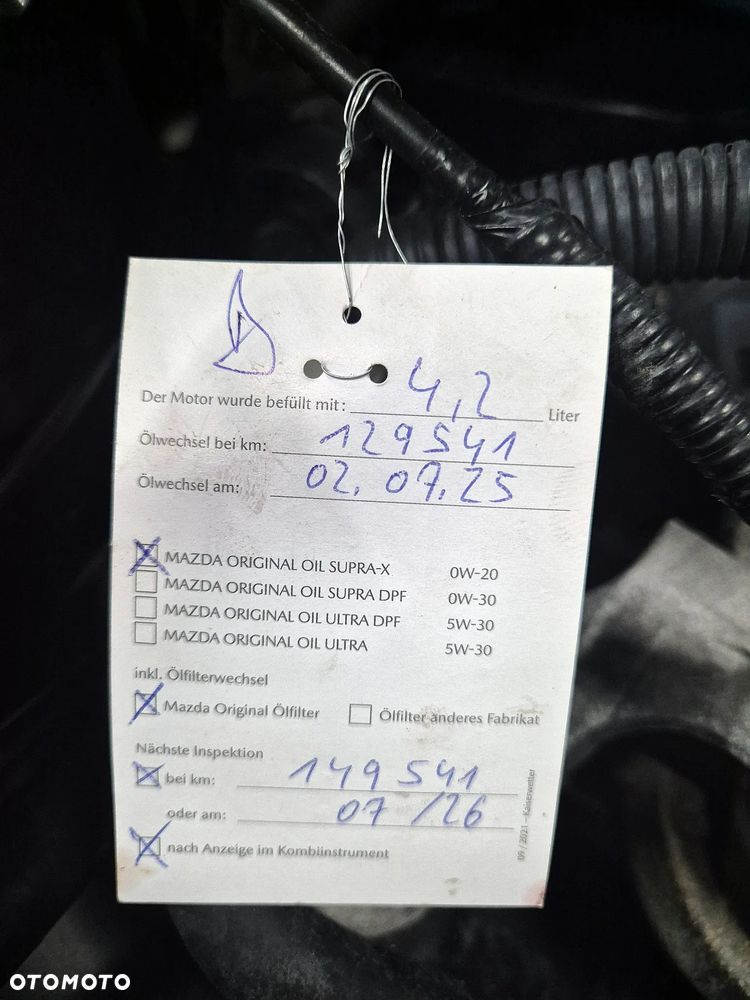 Der Motor wurde befüllt mit: 4,2 Liter
Ölwechsel bei km: 129541
Ölwechsel am: 02.07.25
MAZDA ORIGINAL OIL SUPRA-X 0W-20
MAZDA ORIGINAL OIL SUPRA DPF 0W-30
MAZDA ORIGINAL OIL ULTRA DPF 5W-30
MAZDA ORIGINAL OIL ULTRA 5W-30
inkl. Ölfilterwechsel
Mazda Original Ölfilter Ölfilter anderes Fabrikat
Nächste Inspektion
bei km: 149541
oder am: 07/26
nach Anzeige im Kombiinstrument
09/2021 – Kaiserwetter
OTOMOTO